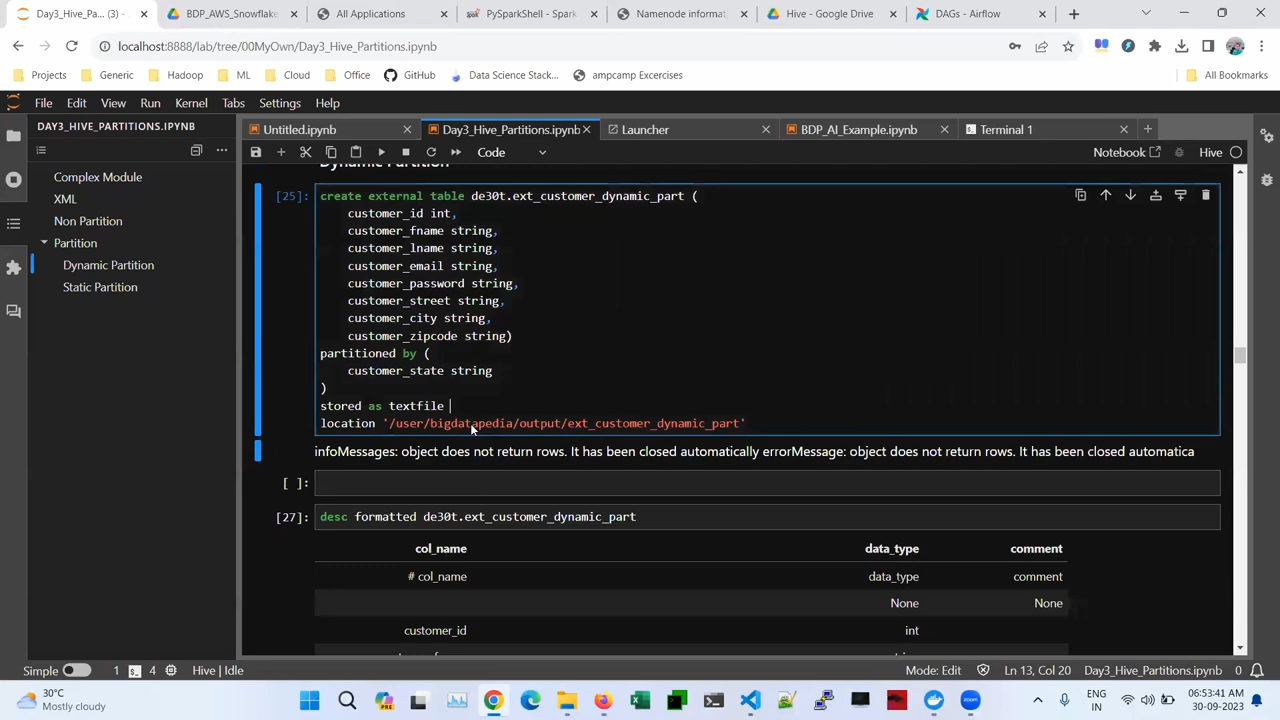 Day3_Hive_Pa... (3) - J
BDP_AWS_Snowflake
All Applications
PySparkShell - Spark
Namenode informat
Hive - Google Drive
DAGs - Airflow
localhost:8888/lab/tree/00MyOwn/Day3_Hive_Partitions.ipynb
Projects
Generic
Hadoop
ML
Cloud
Office
GitHub
Data Science Stack...
ampcamp Excercises
All Bookmarks
File Edit View Run Kernel Tabs Settings Help
DAY3_HIVE_PARTITIONS.IPYNB
Untitled.ipynb
Day3_Hive_Partitions.ipynb
Launcher
BDP_AI_Example.ipynb
Terminal 1
Code
Notebook
Hive
Complex Module
XML
Non Partition
Partition
Dynamic Partition
Static Partition
Dynamic Partition
[25]: create external table de30t.ext_customer_dynamic_part (
customer_id int,
customer_fname string,
customer_lname string,
customer_email string,
customer_password string,
customer_street string,
customer_city string,
customer_zipcode string)
partitioned by (
customer_state string
)
stored as textfile
location '/user/bigdatapedia/output/ext_customer_dynamic_part'
infoMessages: object does not return rows. It has been closed automatically errorMessage: object does not return rows. It has been closed automatica
[ ]:
[27]: desc formatted de30t.ext_customer_dynamic_part
col_name data_type comment
# col_name data_type comment
None None
customer_id int
Simple 1 4 Hive | Idle
Mode: Edit Ln 13, Col 20 Day3_Hive_Partitions.ipynb 0
30°C
Mostly cloudy
ENG
IN
06:53:41 AM
30-09-2023